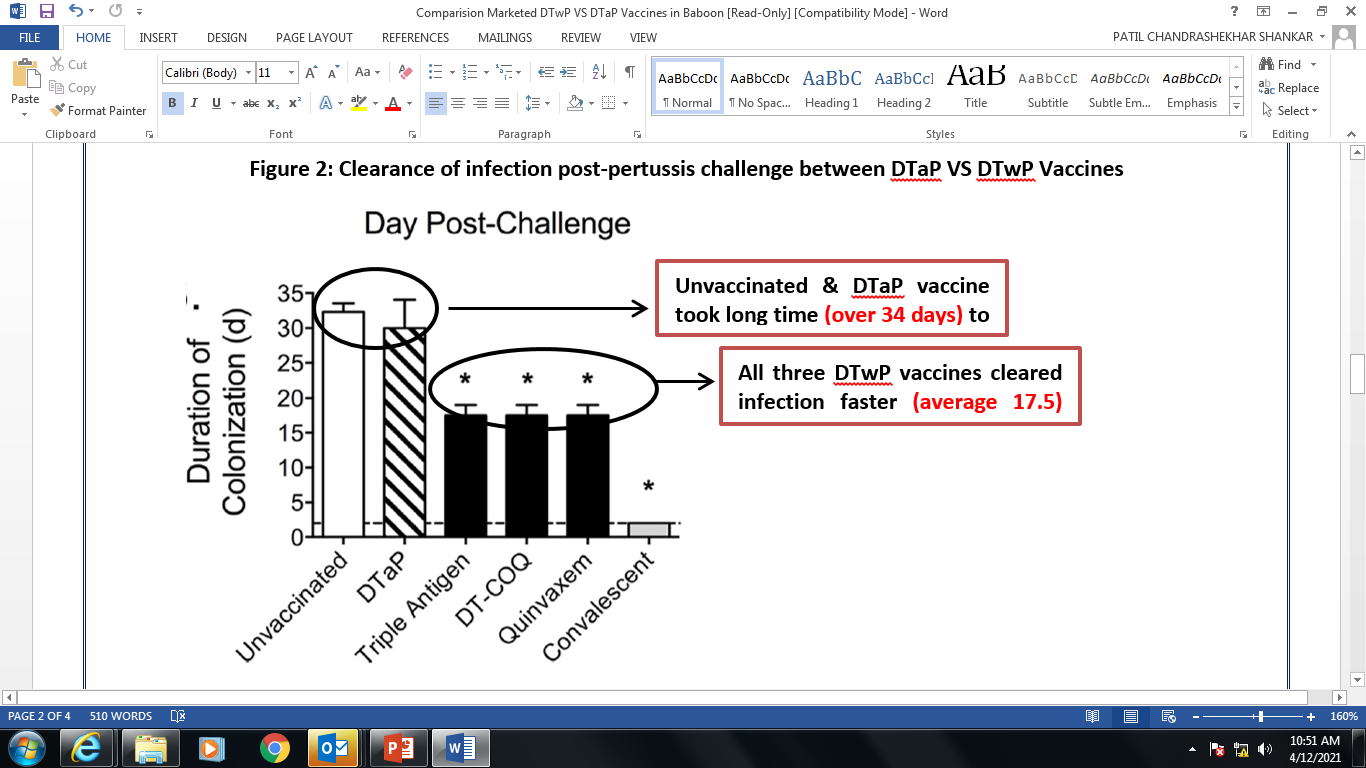 Comparision Marketed DTwP VS DTaP Vaccines in Baboon [Read-Only] [Compatibility Mode] - Word
FILE HOME INSERT DESIGN PAGE LAYOUT REFERENCES MAILINGS REVIEW VIEW PATIL CHANDRASHEKHAR SHANKAR
Paste
Cut
Copy
Format Painter
Clipboard
Calibri (Body) 11
Font
Paragraph
AaBbCcDc AaBbCcDc AaBbC AaBbCc AaB AaBbCcD AaBbCcDc AaBbCcDc
¶ Normal ¶ No Spac... Heading 1 Heading 2 Title Subtitle Subtle Em... Emphasis
Styles
Find
Replace
Select
Editing
Figure 2: Clearance of infection post-pertussis challenge between DTaP VS DTwP Vaccines
Day Post-Challenge
Unvaccinated & DTaP vaccine
took long time (over 34 days) to
All three DTwP vaccines cleared
infection faster (average 17.5)
Duration of
Colonization (d)
35
30
25
20
15
10
5
0
* * *
*
Unvaccinated
DTaP
Triple Antigen
DT-COQ
Quinvaxem
Convalescent
PAGE 2 OF 4 510 WORDS 160%
10:51 AM
4/12/2021